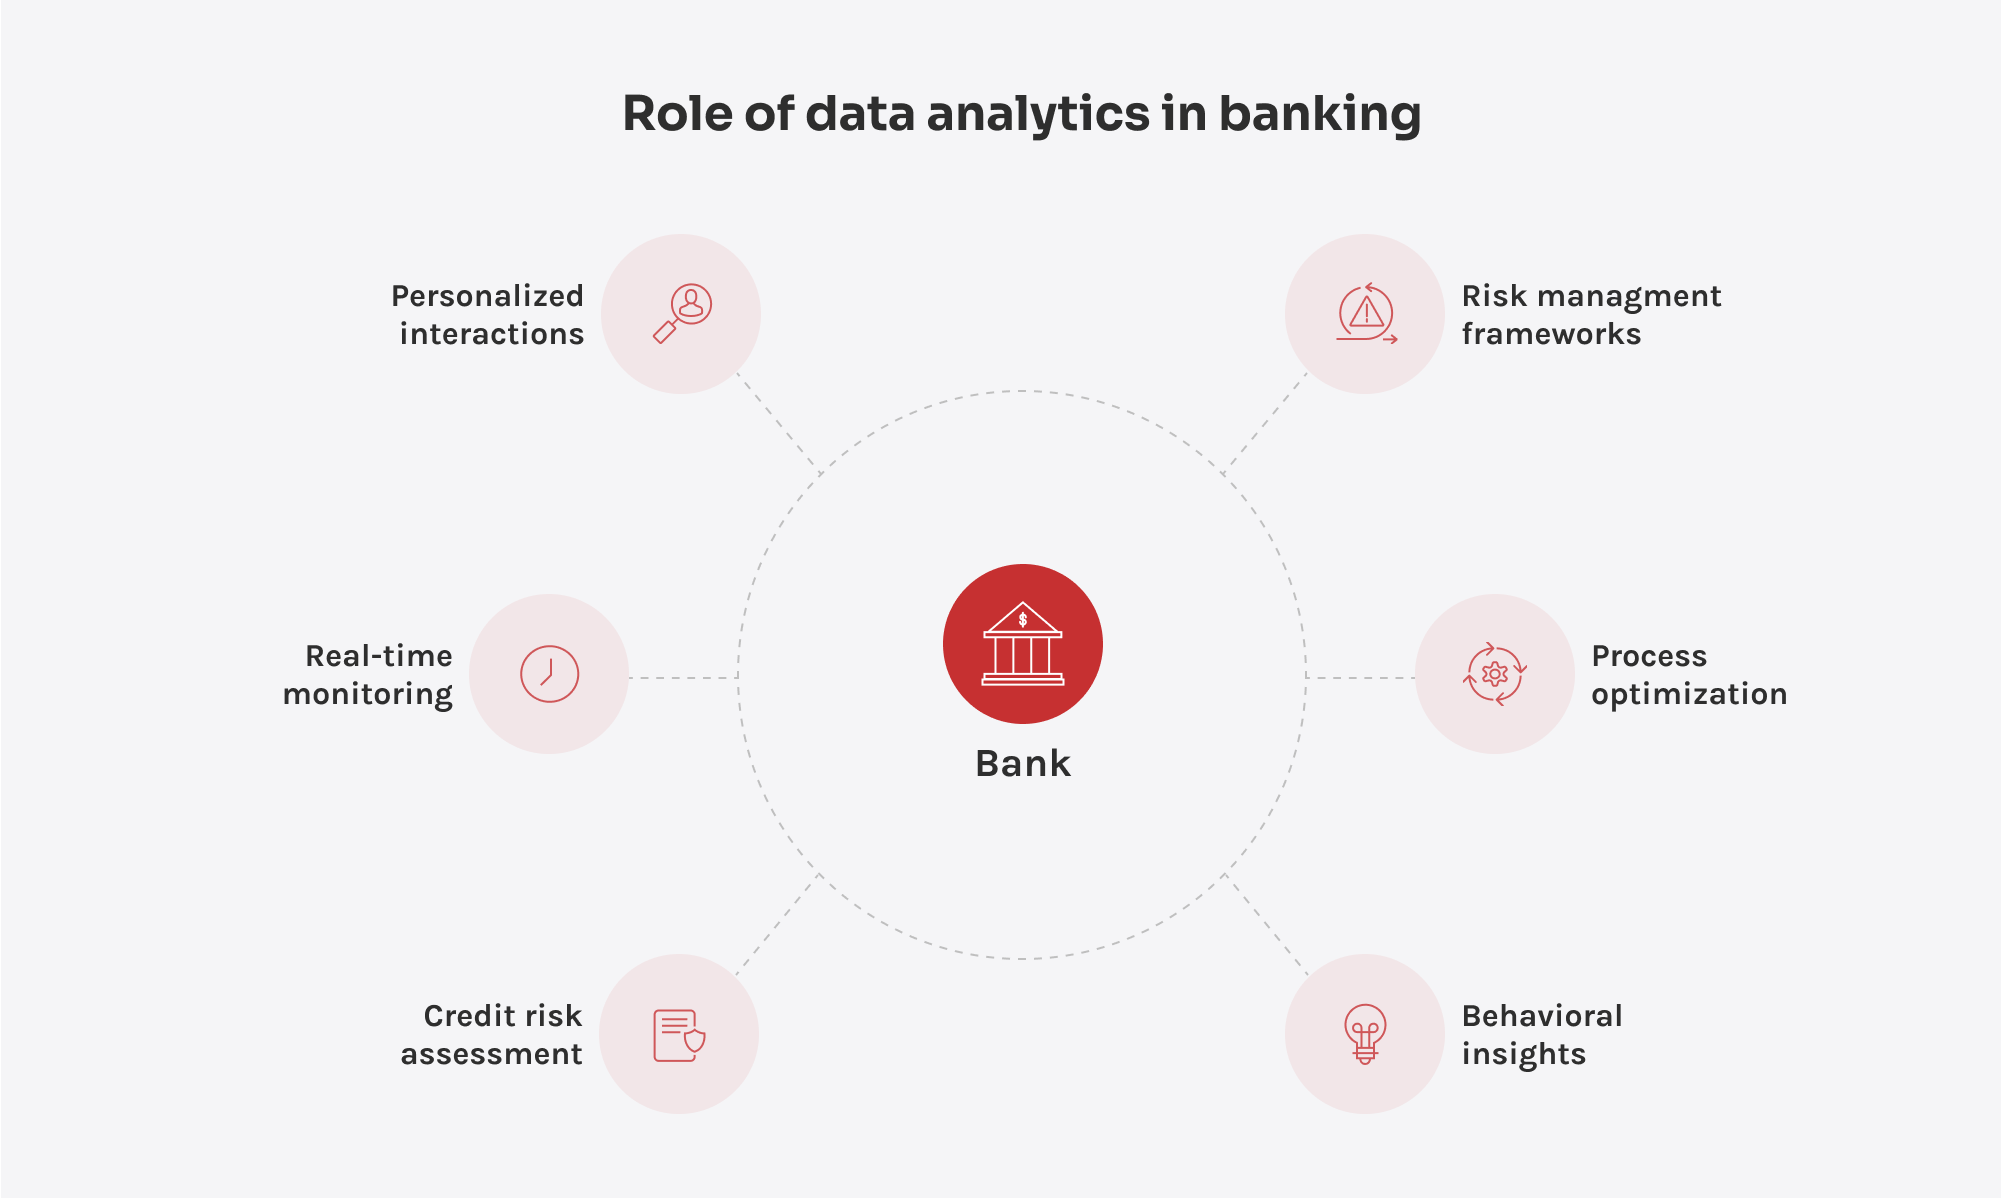 Role of data analytics in banking
Personalized
interactions
Risk managment
frameworks
Real-time
monitoring
$
Bank
Process
optimization
Credit risk
assessment
Behavioral
insights